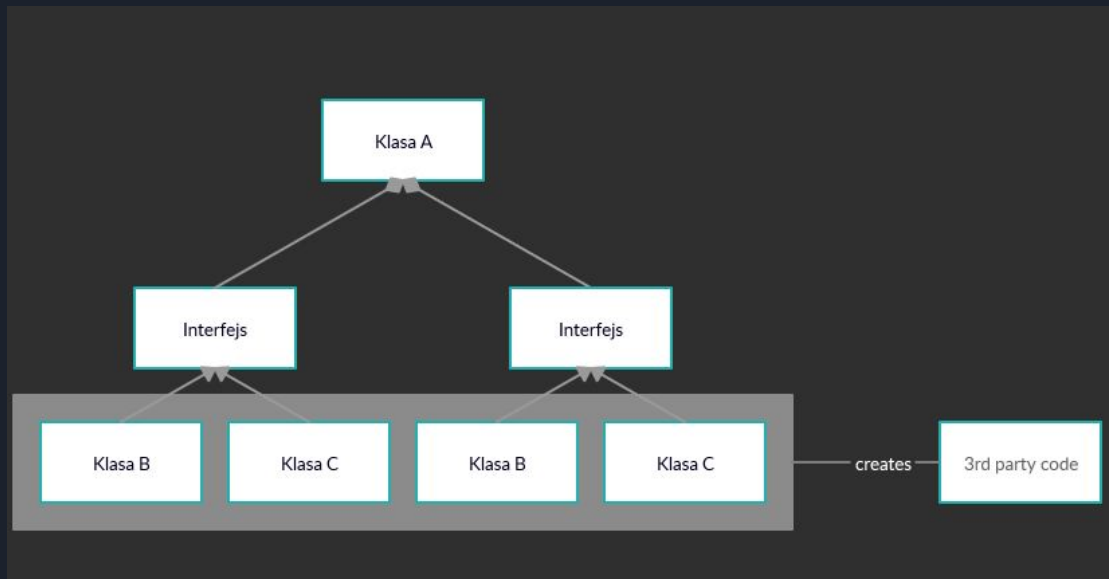 Klasa A
Interfejs
Interfejs
Klasa B
Klasa C
Klasa B
Klasa C
creates
3rd party code